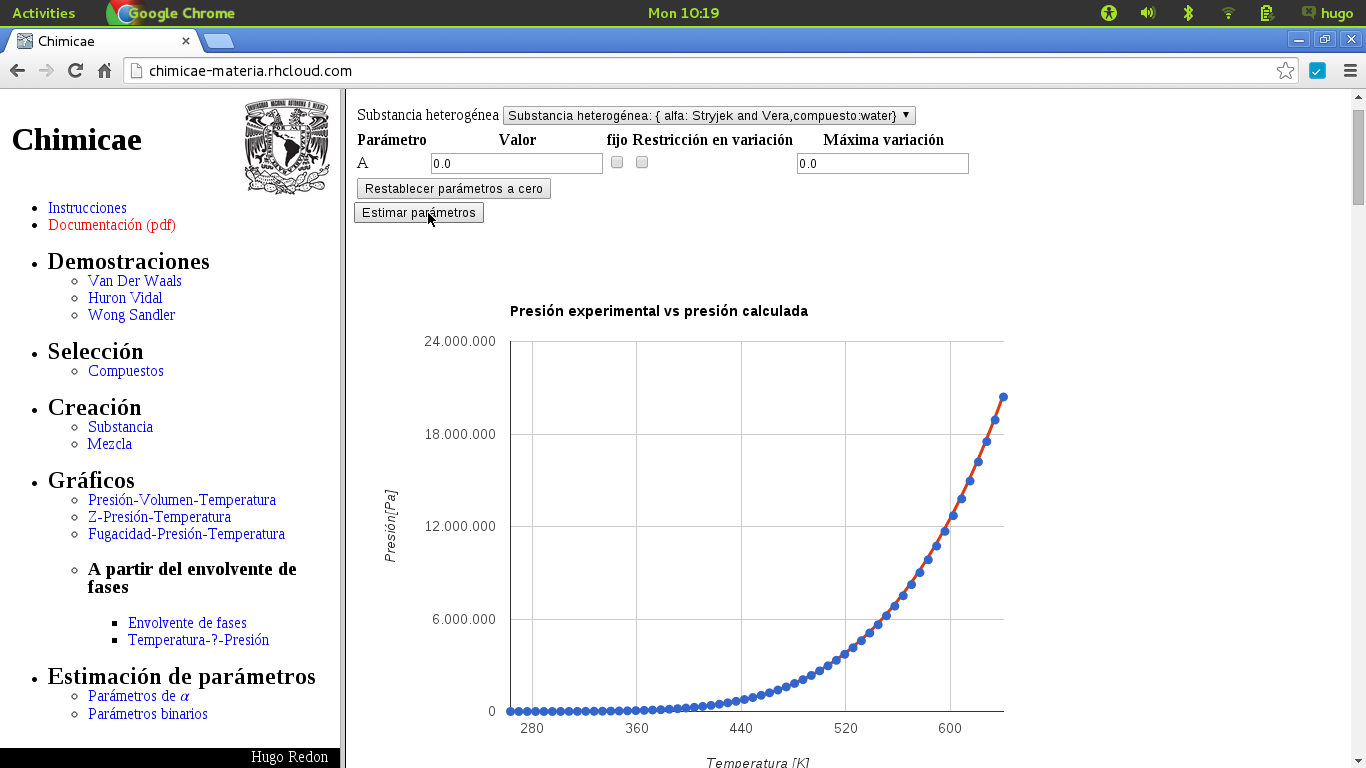 Activities
Google Chrome
Mon 10:19
hugo
Chimicae
chimicae-materia.rhcloud.com
Chimicae
Instrucciones
Documentación (pdf)
Demostraciones
Van Der Waals
Huron Vidal
Wong Sandler
Selección
Compuestos
Creación
Substancia
Mezcla
Gráficos
Presión-Volumen-Temperatura
Z-Presión-Temperatura
Fugacidad-Presión-Temperatura
A partir del envolvente de
fases
Envolvente de fases
Temperatura-?-Presión
Estimación de parámetros
Parámetros de α
Parámetros binarios
Hugo Redon
Substancia heterogénea Substancia heterogénea: { alfa: Stryjek and Vera,compuesto:water}
Parámetro Valor fijo Restricción en variación Máxima variación
A 0.0 0.0
Restablecer parámetros a cero
Estimar parámetros
Presión experimental vs presión calculada
24.000.000
18.000.000
12.000.000
6.000.000
0
Presión[Pa]
280 360 440 520 600
Temperatura [K]